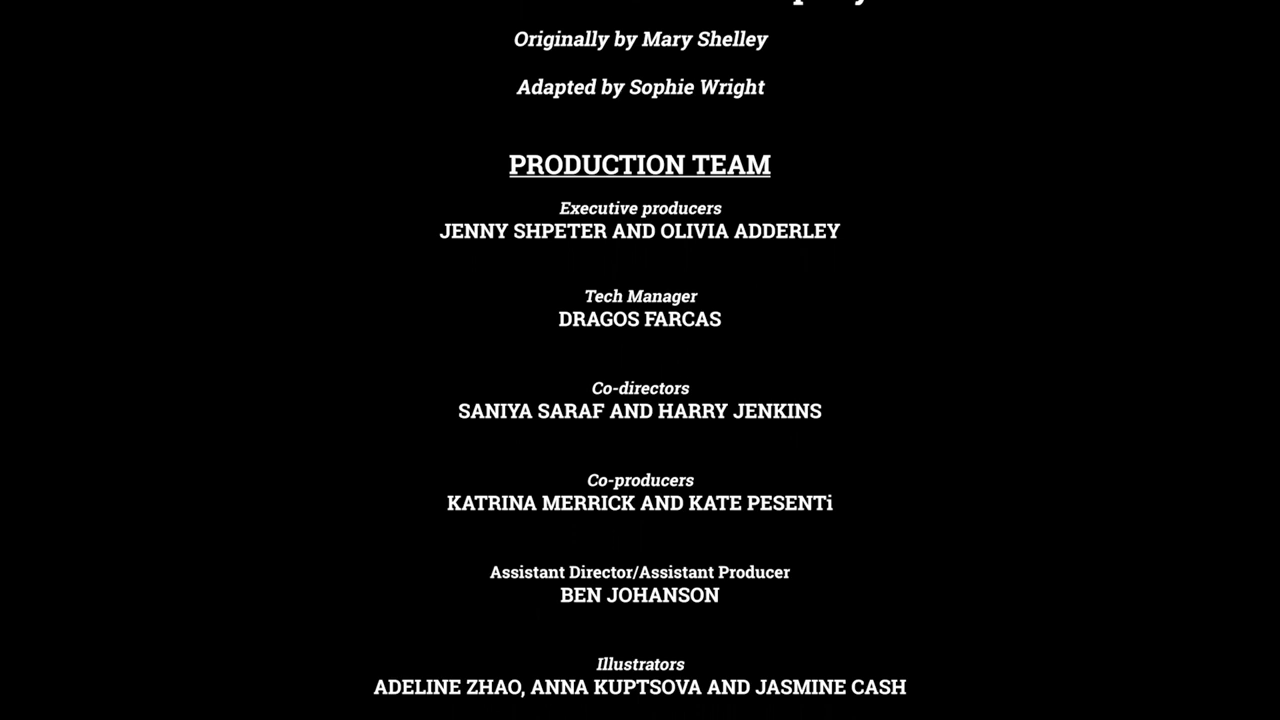 Originally by Mary Shelley
Adapted by Sophie Wright
PRODUCTION TEAM
Executive producers
JENNY SHPETER AND OLIVIA ADDERLEY
Tech Manager
DRAGOS FARCAS
Co-directors
SANIYA SARAF AND HARRY JENKINS
Co-producers
KATRINA MERRICK AND KATE PESENTi
Assistant Director/Assistant Producer
BEN JOHANSON
Illustrators
ADELINE ZHAO, ANNA KUPTSOVA AND JASMINE CASH